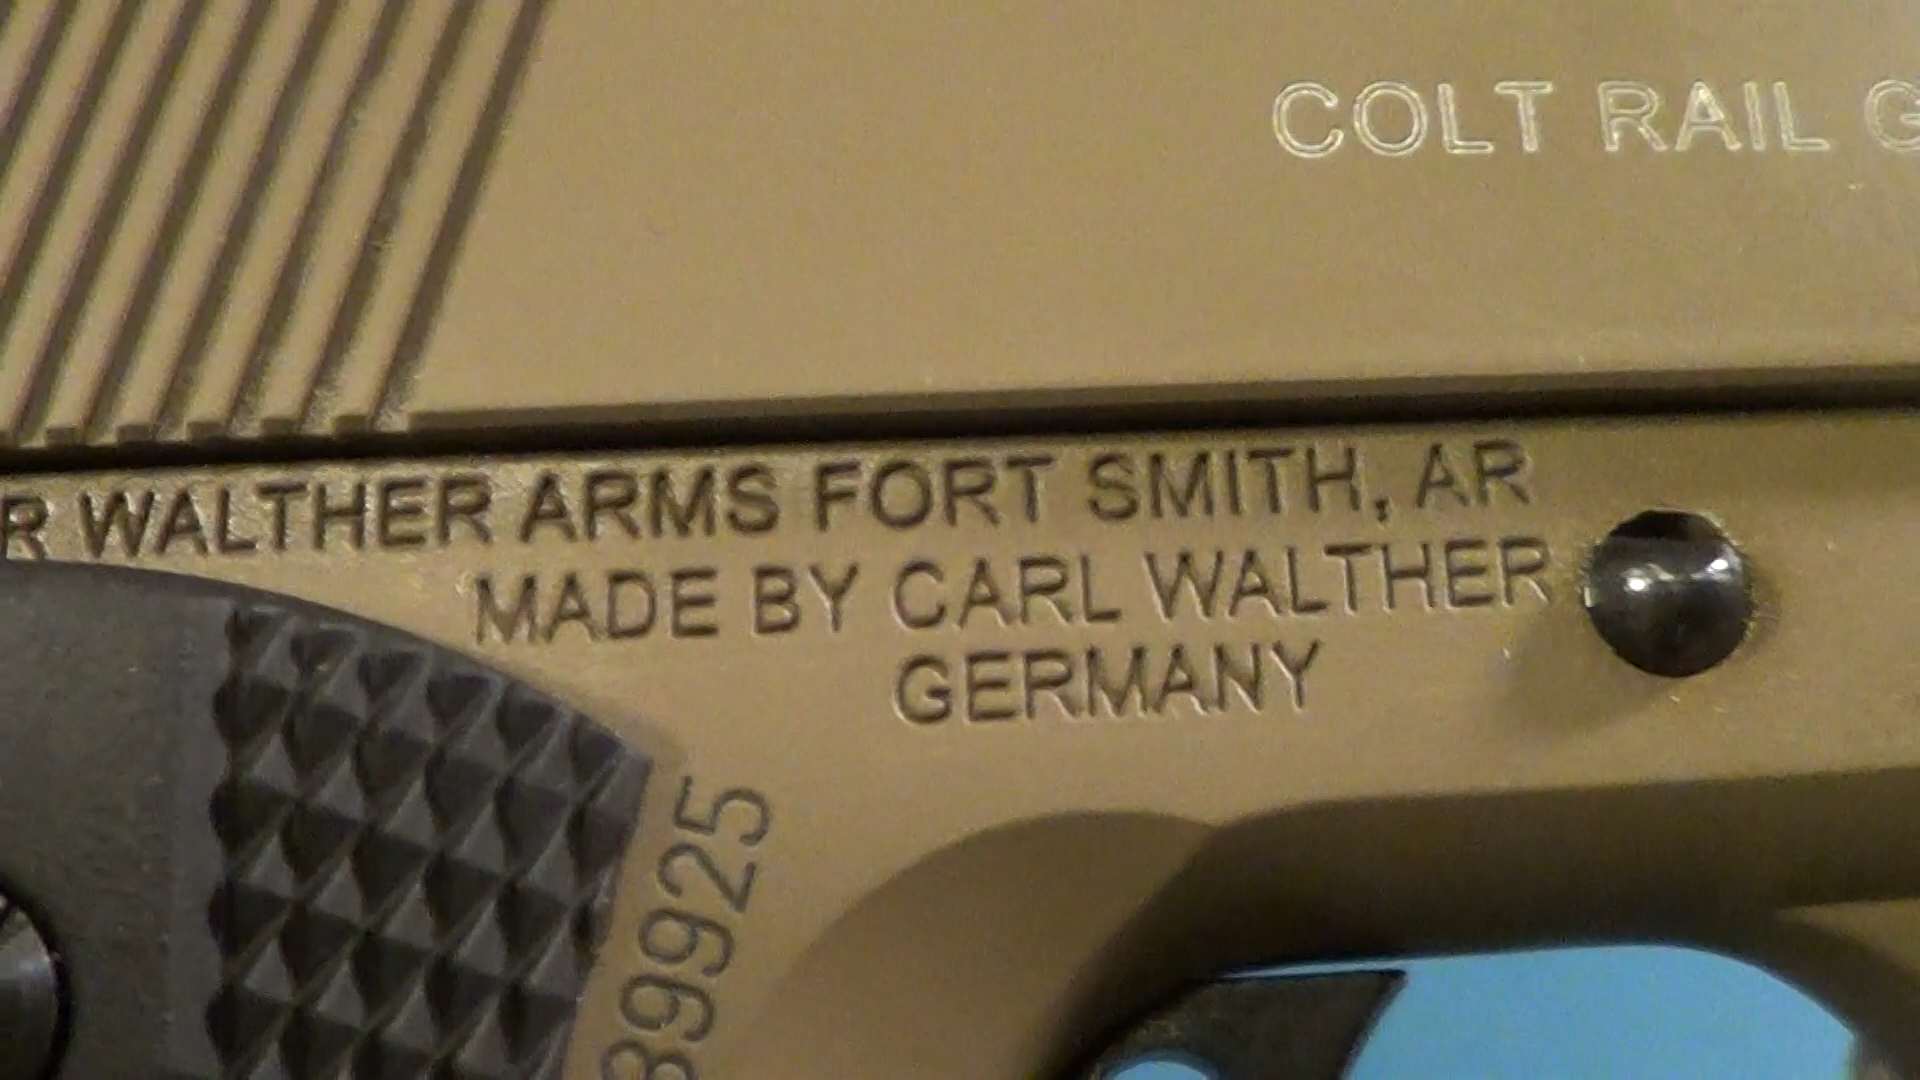 COLT RAIL G
R WALTHER ARMS FORT SMITH, AR
MADE BY CARL WALTHER
GERMANY
89925